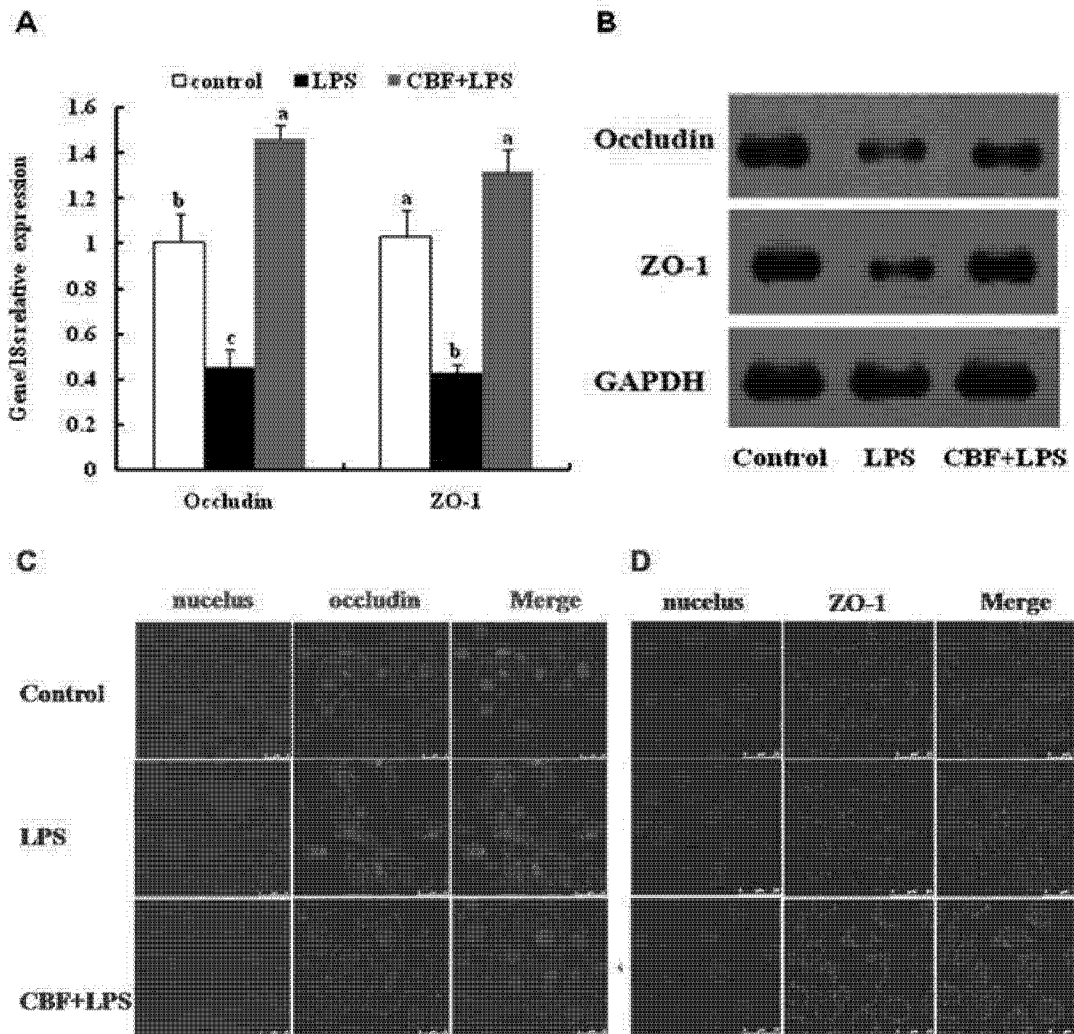 A
control LPS CBF+LPS
Gene/18s relative expression
1.6
1.4
1.2
1
0.8
0.6
0.4
0.2
0
b
c
a
a
b
a
Occludin ZO-1
B
Occludin
ZO-1
GAPDH
Control LPS CBF+LPS
C
nucelus occludin Merge
Control
LPS
CBF+LPS
D
nucelus ZO-1 Merge